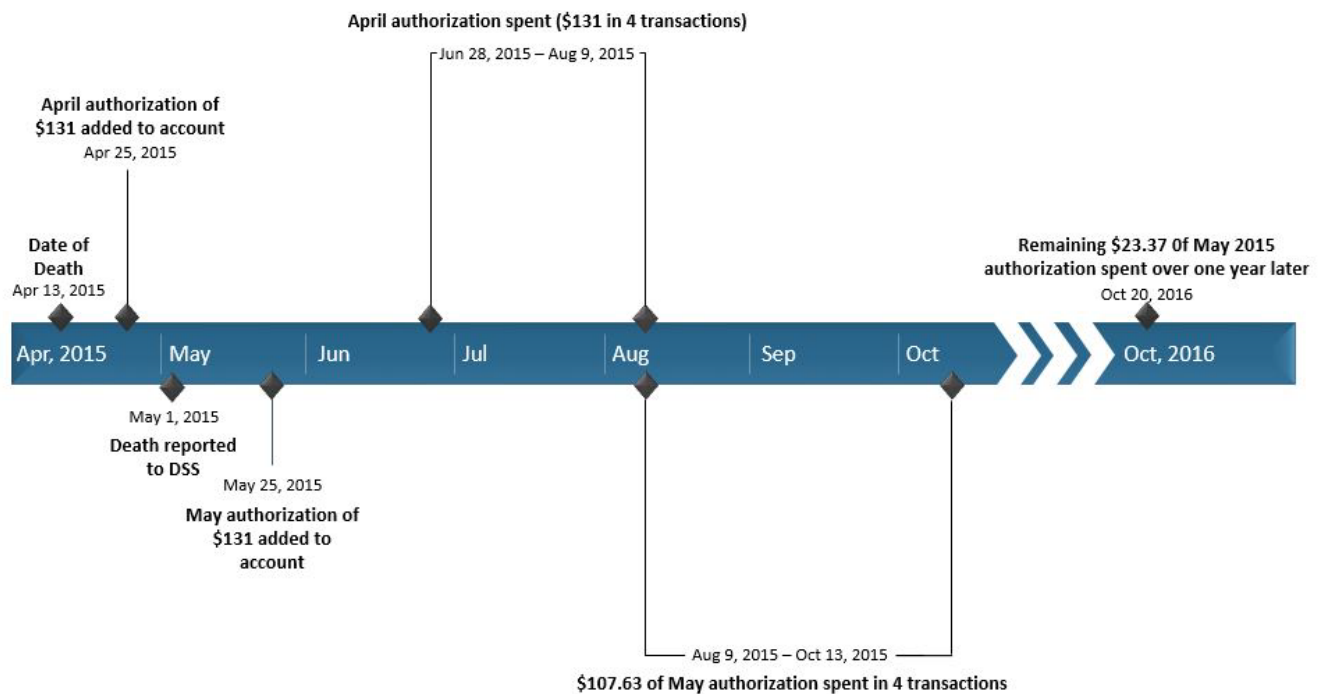 April authorization spent ($131 in 4 transactions)
Jun 28, 2015 – Aug 9, 2015
April authorization of
$131 added to account
Apr 25, 2015
Date of
Death
Apr 13, 2015
Remaining $23.37 0f May 2015
authorization spent over one year later
Oct 20, 2016
Apr, 2015
May
Jun
Jul
Aug
Sep
Oct
Oct, 2016
May 1, 2015
Death reported
to DSS
May 25, 2015
May authorization of
$131 added to
account
Aug 9, 2015 – Oct 13, 2015
$107.63 of May authorization spent in 4 transactions